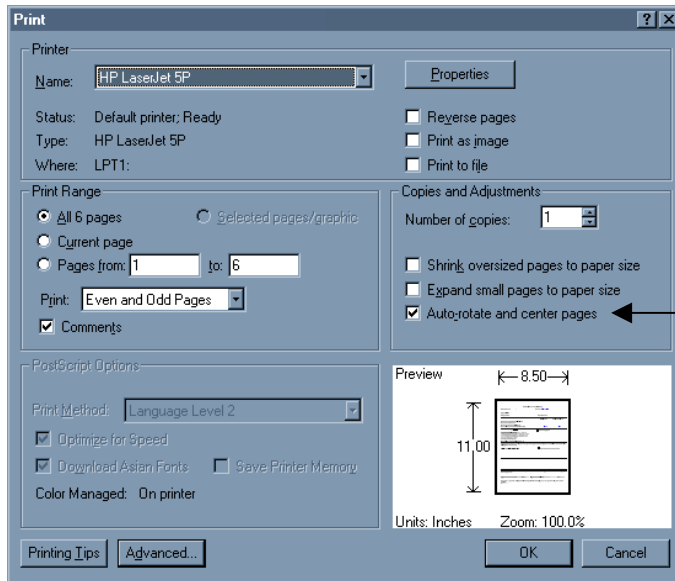 Print
Printer
Name: HP LaserJet 5P Properties
Status: Default printer; Ready Reverse pages
Type: HP LaserJet 5P Print as image
Where: LPT1: Print to file
Print Range
All 6 pages Selected pages/graphic
Current page
Pages from: 1 to: 6
Print: Even and Odd Pages
Comments
Copies and Adjustments
Number of copies: 1
Shrink oversized pages to paper size
Expand small pages to paper size
Auto-rotate and center pages
PostScript Options
Print Method: Language Level 2
Optimize for Speed
Download Asian Fonts Save Printer Memory
Color Managed: On printer
Preview
8.50
11.00
Units: Inches Zoom: 100.0%
Printing Tips Advanced... OK Cancel